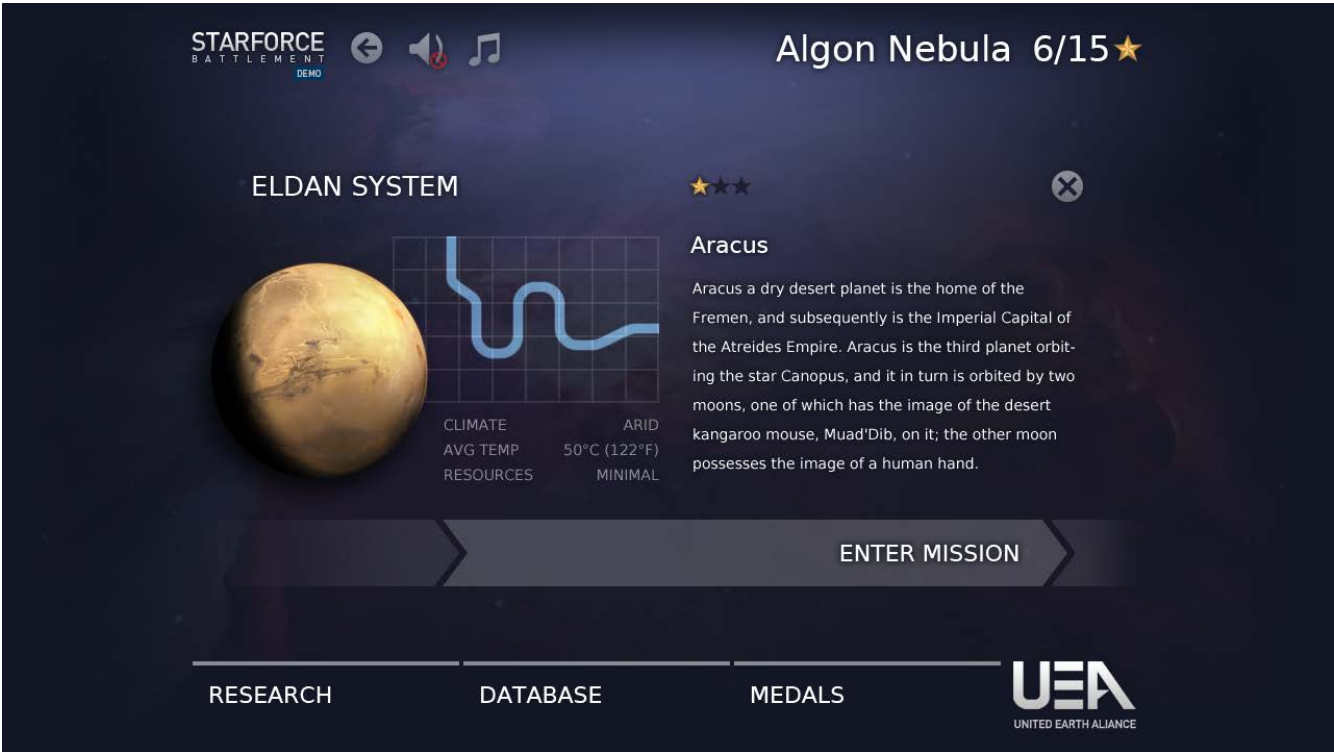 STARFORCE
BATTLEMENT
DEMO
Algon Nebula 6/15
ELDAN SYSTEM
Aracus
Aracus a dry desert planet is the home of the
Fremen, and subsequently is the Imperial Capital of
the Atreides Empire. Aracus is the third planet orbit-
ing the star Canopus, and it in turn is orbited by two
moons, one of which has the image of the desert
kangaroo mouse, Muad'Dib, on it; the other moon
possesses the image of a human hand.
CLIMATE ARID
AVG TEMP 50°C (122°F)
RESOURCES MINIMAL
ENTER MISSION
RESEARCH
DATABASE
MEDALS
UEA
UNITED EARTH ALIANCE